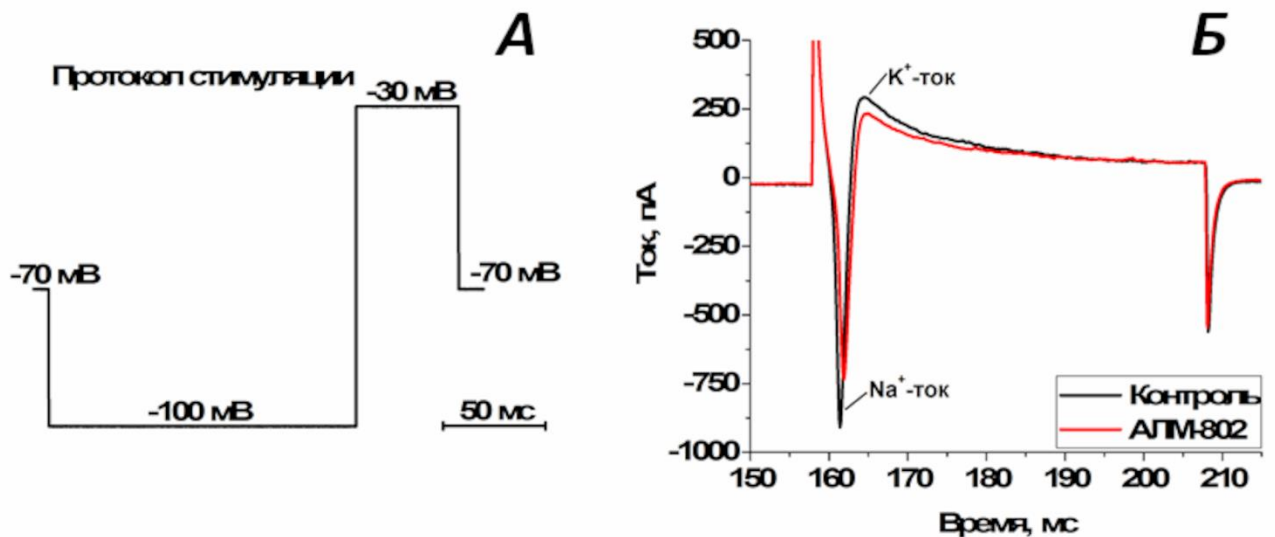 А
Протокол стимуляции
-30 мВ
-70 мВ
-70 мВ
-100 мВ
50 мс
Б
500
250
0
-250
-500
-750
-1000
Ток, пА
K⁺-ток
Na⁺-ток
Контроль
АЛМ-802
150 160 170 180 190 200 210
Время, мс